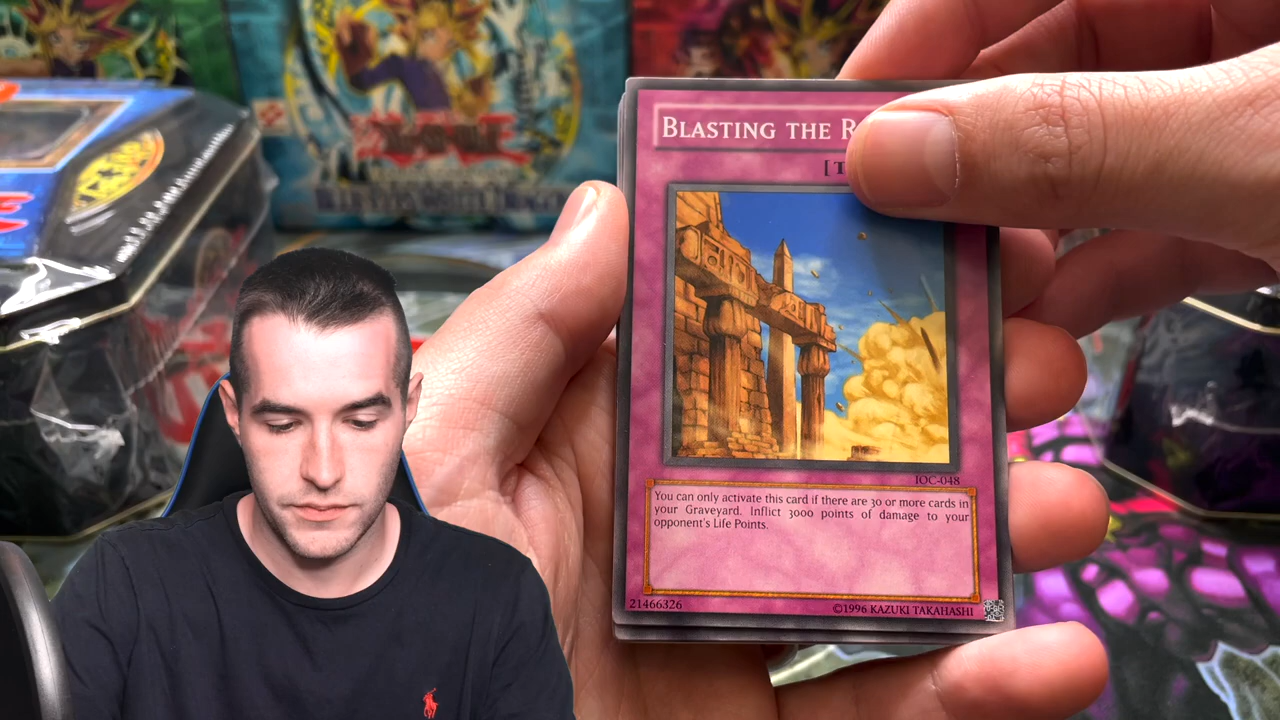 BLASTING THE R
[T
IOC-048
You can only activate this card if there are 30 or more cards in
your Graveyard. Inflict 3000 points of damage to your
opponent's Life Points.
21466326
©1996 KAZUKI TAKAHASHI